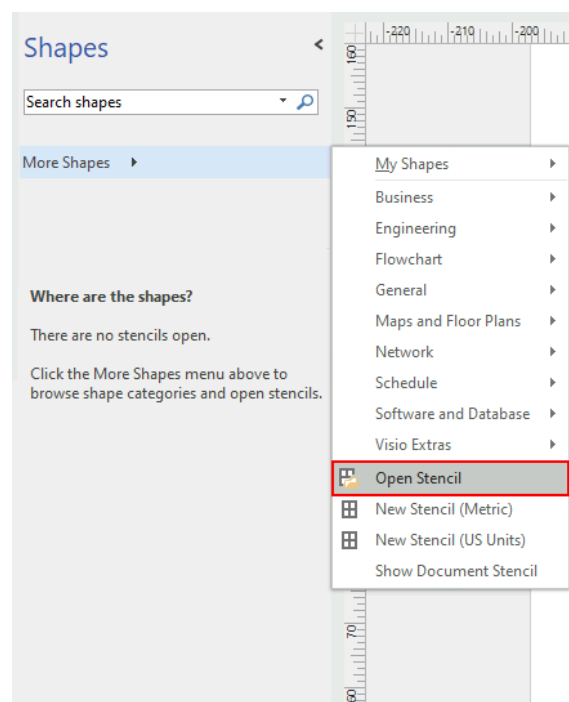 Shapes
-220 -210 -200
160
Search shapes
150
More Shapes
My Shapes
Business
Engineering
Flowchart
Where are the shapes?
General
There are no stencils open.
Maps and Floor Plans
Network
Click the More Shapes menu above to
browse shape categories and open stencils.
Schedule
Software and Database
Visio Extras
Open Stencil
New Stencil (Metric)
New Stencil (US Units)
Show Document Stencil
70